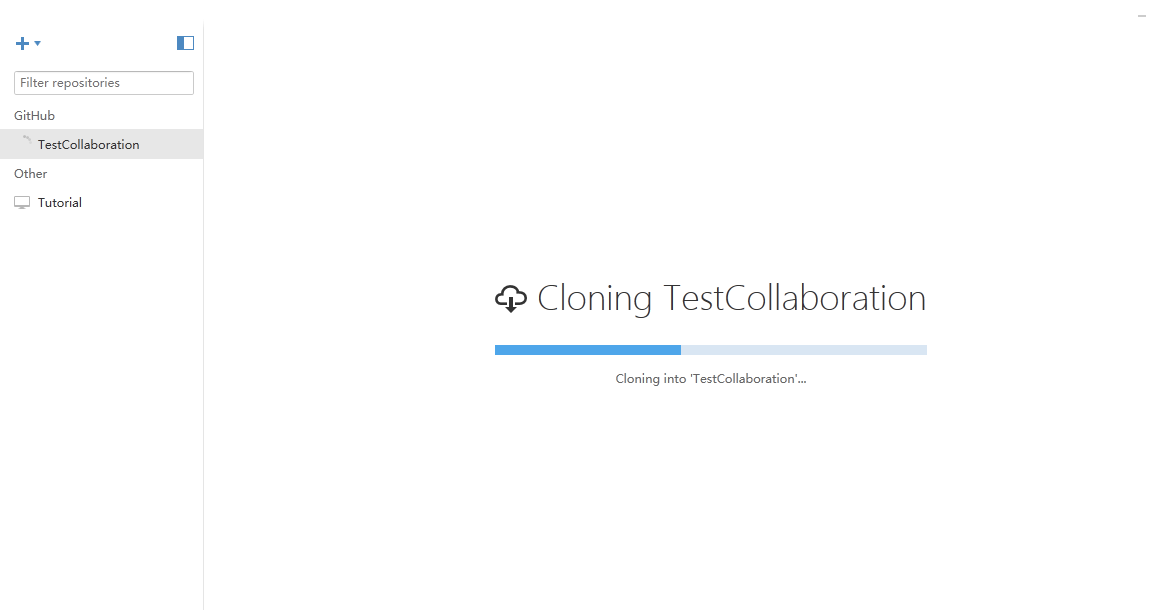 Filter repositories
GitHub
TestCollaboration
Other
Tutorial
Cloning TestCollaboration
Cloning into 'TestCollaboration'...